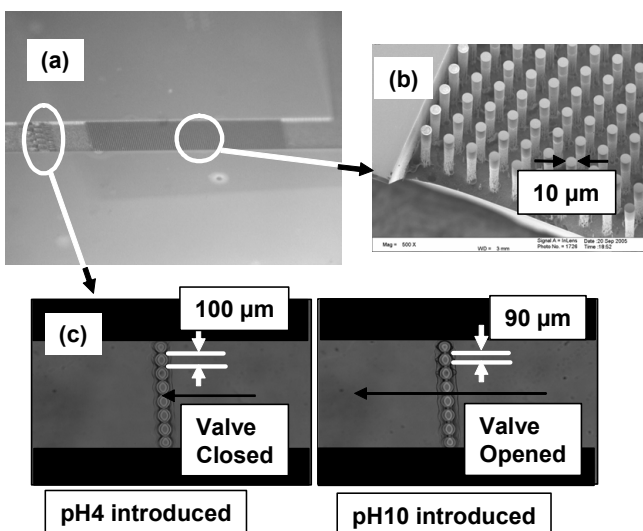 (a)
(b)
10 µm
Mag = 500 X
WD = 3 mm
Signal A = InLens
Photo No. = 1726
Date :20 Sep 2005
Time :18:52
(c)
100 µm
90 µm
Valve
Closed
Valve
Opened
pH4 introduced
pH10 introduced